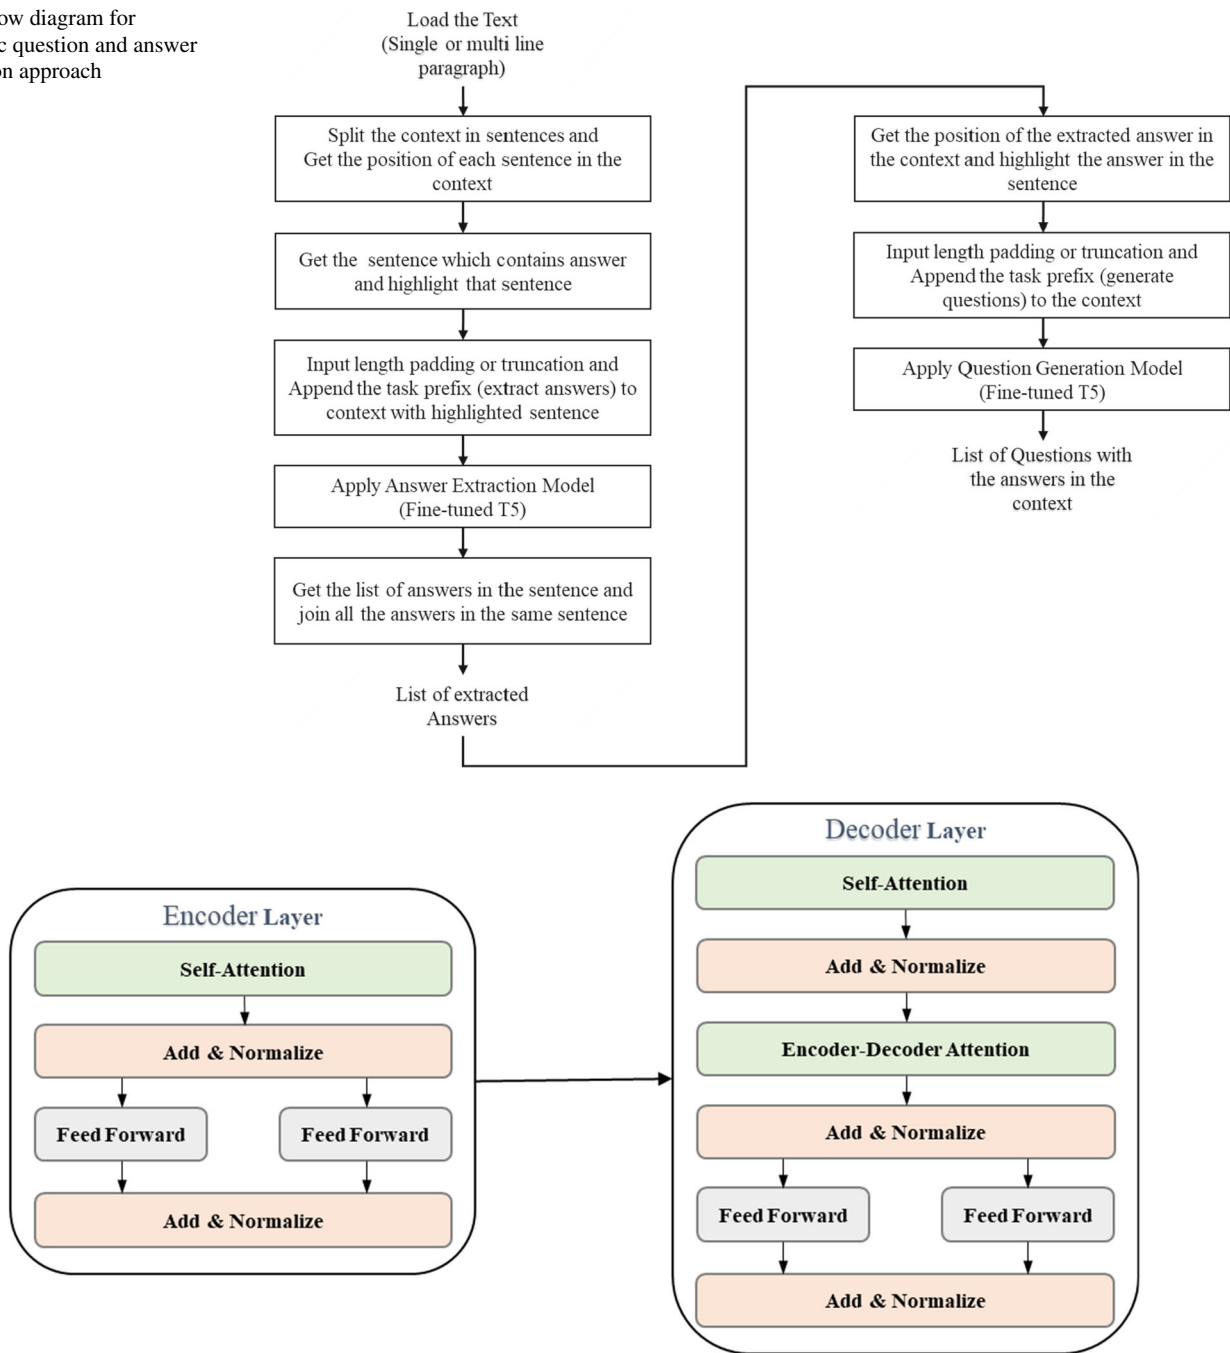 ow diagram for
c question and answer
on approach
Load the Text
(Single or multi line
paragraph)
Split the context in sentences and
Get the position of each sentence in the
context
Get the sentence which contains answer
and highlight that sentence
Input length padding or truncation and
Append the task prefix (extract answers) to
context with highlighted sentence
Apply Answer Extraction Model
(Fine-tuned T5)
Get the list of answers in the sentence and
join all the answers in the same sentence
List of extracted
Answers
Get the position of the extracted answer in
the context and highlight the answer in the
sentence
Input length padding or truncation and
Append the task prefix (generate
questions) to the context
Apply Question Generation Model
(Fine-tuned T5)
List of Questions with
the answers in the
context
Encoder Layer
Self-Attention
Add & Normalize
Feed Forward Feed Forward
Add & Normalize
Decoder Layer
Self-Attention
Add & Normalize
Encoder-Decoder Attention
Add & Normalize
Feed Forward Feed Forward
Add & Normalize